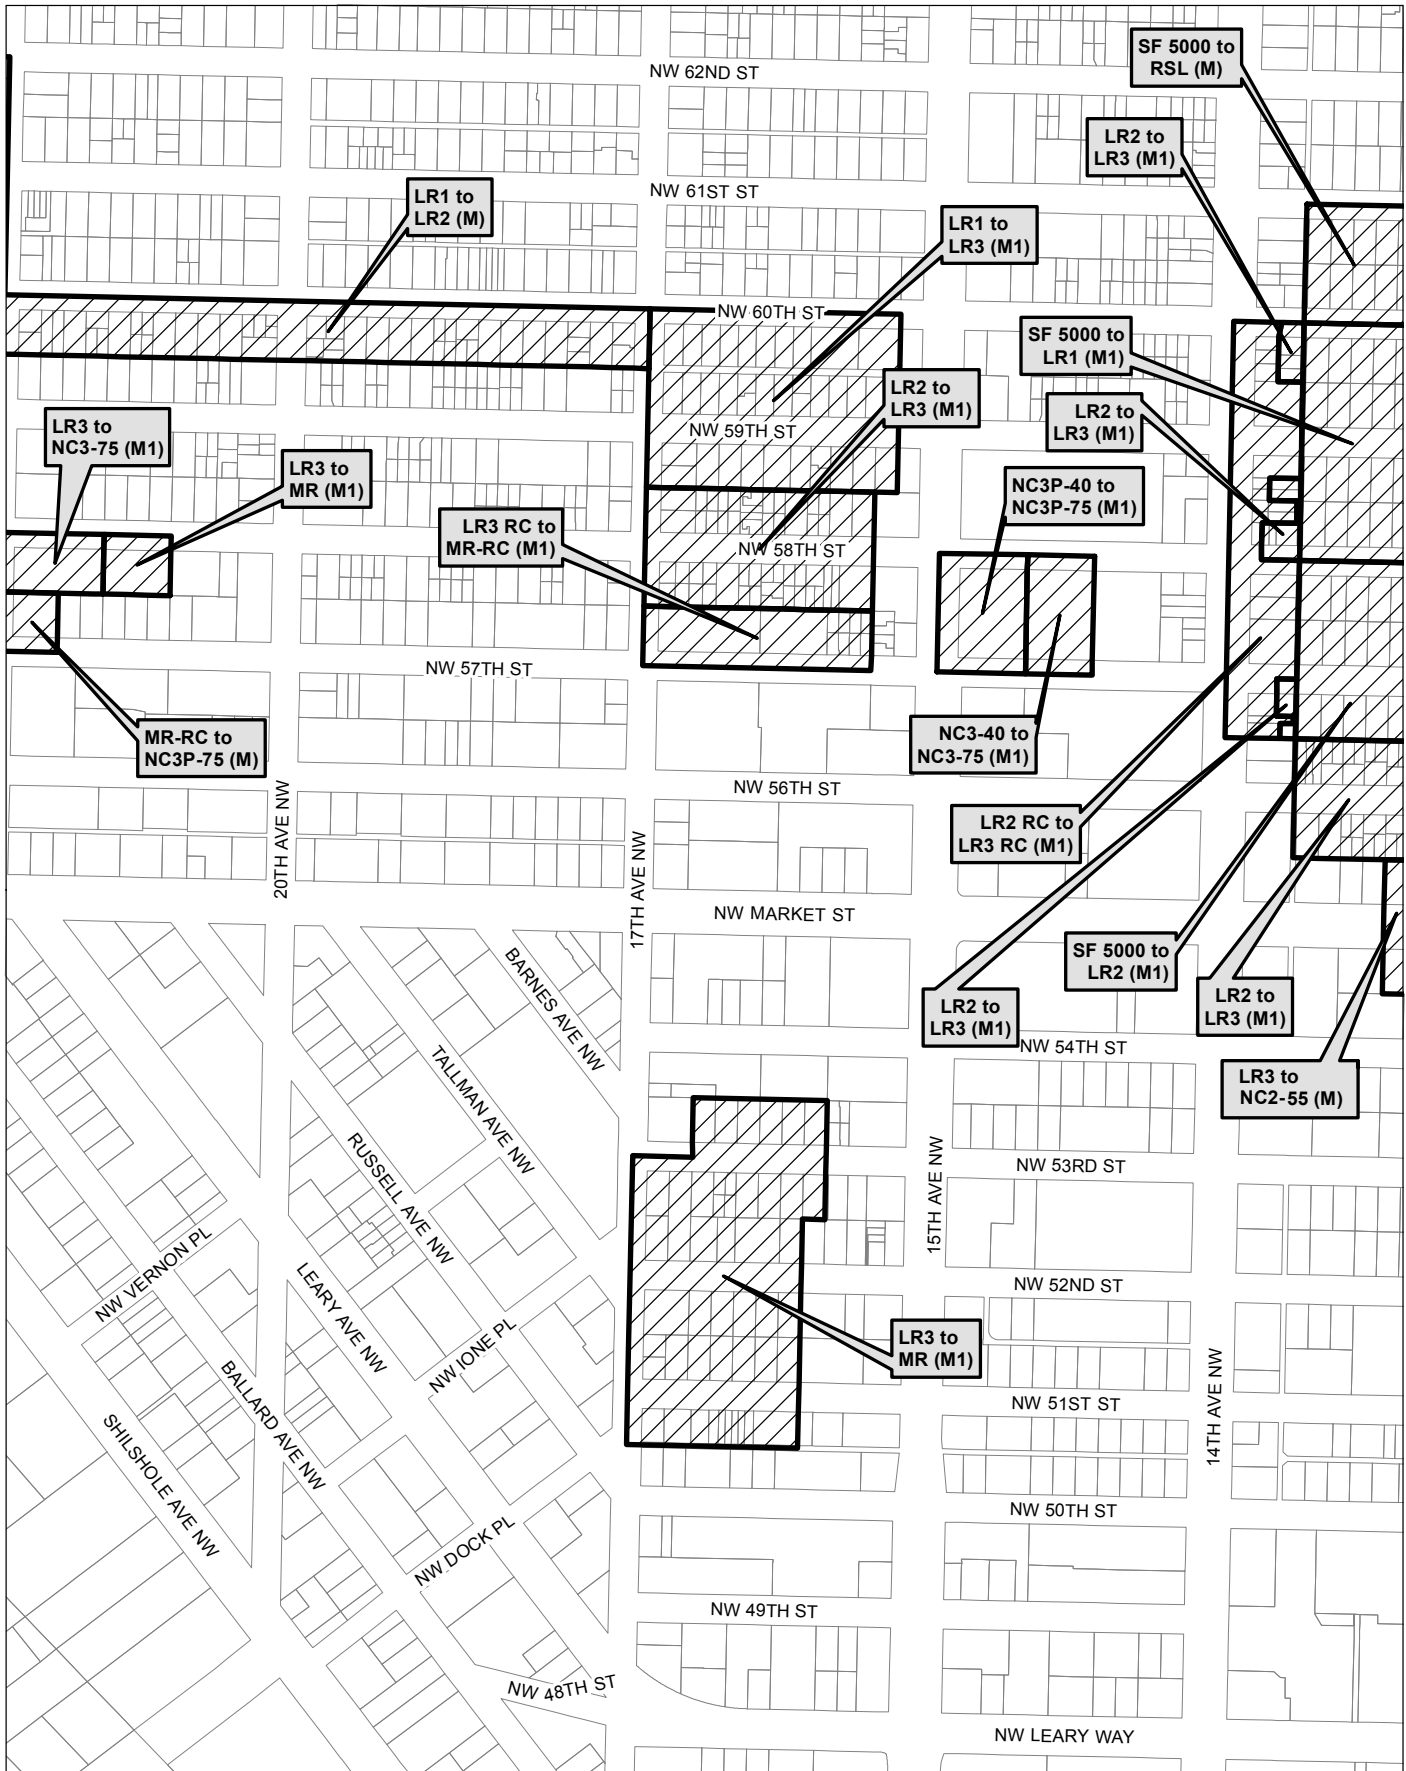 SF 5000 to
RSL (M)
NW 62ND ST
LR2 to
LR3 (M1)
NW 61ST ST
LR1 to
LR2 (M)
LR1 to
LR3 (M1)
NW 60TH ST
SF 5000 to
LR1 (M1)
LR2 to
LR3 (M1)
LR2 to
LR3 (M1)
LR3 to
NC3-75 (M1)
NW 59TH ST
LR3 to
MR (M1)
NC3P-40 to
NC3P-75 (M1)
LR3 RC to
MR-RC (M1)
NW 58TH ST
NW 57TH ST
MR-RC to
NC3P-75 (M)
NC3-40 to
NC3-75 (M1)
NW 56TH ST
20TH AVE NW
17TH AVE NW
LR2 RC to
LR3 RC (M1)
NW MARKET ST
BARNES AVE NW
SF 5000 to
LR2 (M1)
LR2 to
LR3 (M1)
LR2 to
LR3 (M1)
NW 54TH ST
TALLMAN AVE NW
LR3 to
NC2-55 (M)
RUSSELL AVE NW
15TH AVE NW
NW 53RD ST
NW VERNON PL
LEARY AVE NW
NW 52ND ST
NW IONE PL
LR3 to
MR (M1)
BALLARD AVE NW
14TH AVE NW
NW 51ST ST
SHILSHOLE AVE NW
NW 50TH ST
NW DOCK PL
NW 49TH ST
NW 48TH ST
NW LEARY WAY